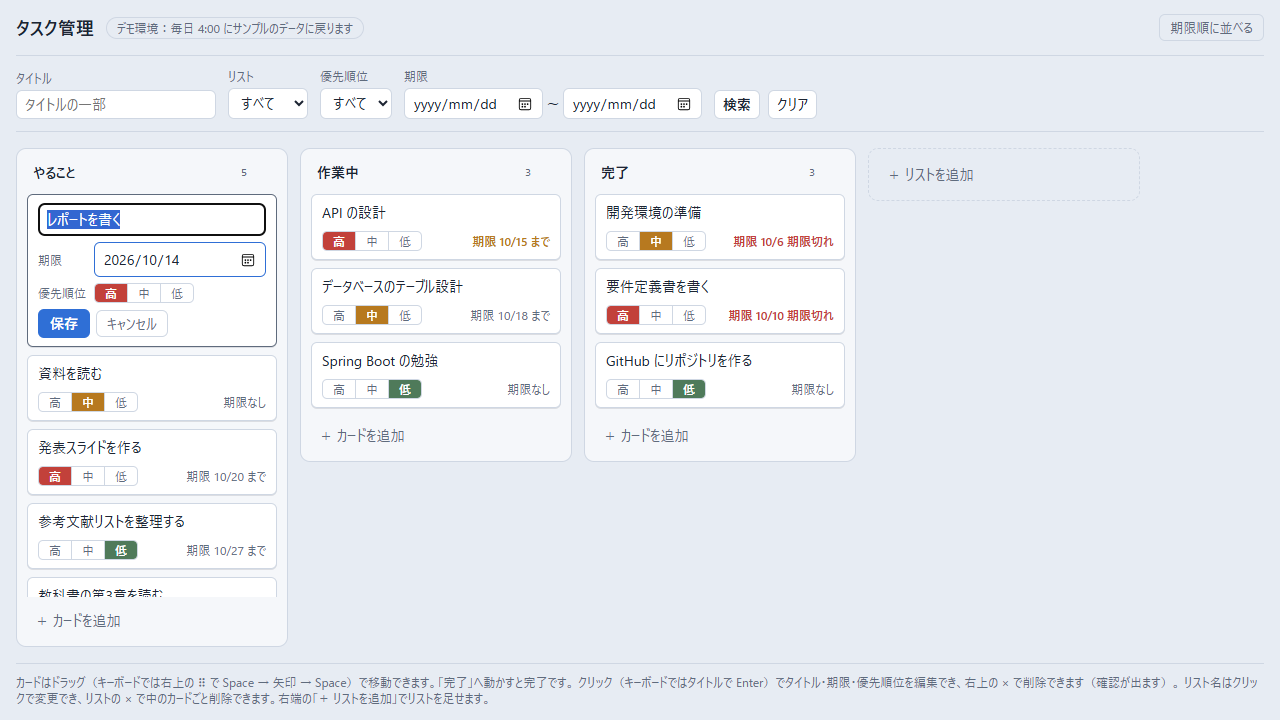 タスク管理
デモ環境：毎日 4:00 にサンプルのデータに戻ります
期限順に並べる
タイトル
リスト
優先順位
期限
タイトルの一部
すべて
すべて
yyyy/mm/dd
～
yyyy/mm/dd
検索
クリア
やること 5
レポートを書く
期限 2026/10/14
優先順位 高 中 低
保存 キャンセル
資料を読む
高 中 低 期限なし
発表スライドを作る
高 中 低 期限 10/20 まで
参考文献リストを整理する
高 中 低 期限 10/27 まで
教科書の第3章を読む
+ カードを追加
作業中 3
API の設計
高 中 低 期限 10/15 まで
データベースのテーブル設計
高 中 低 期限 10/18 まで
Spring Boot の勉強
高 中 低 期限なし
+ カードを追加
完了 3
開発環境の準備
高 中 低 期限 10/6 期限切れ
要件定義書を書く
高 中 低 期限 10/10 期限切れ
GitHub にリポジトリを作る
高 中 低 期限なし
+ カードを追加
+ リストを追加
カードはドラッグ（キーボードでは右上の ⠿ で Space → 矢印 → Space）で移動できます。「完了」へ動かすと完了です。クリック（キーボードではタイトルで Enter）でタイトル・期限・優先順位を編集でき、右上の × で削除できます（確認が出ます）。リスト名はクリッ
クで変更でき、リストの × で中のカードごと削除できます。右端の「＋ リストを追加」でリストを足せます。